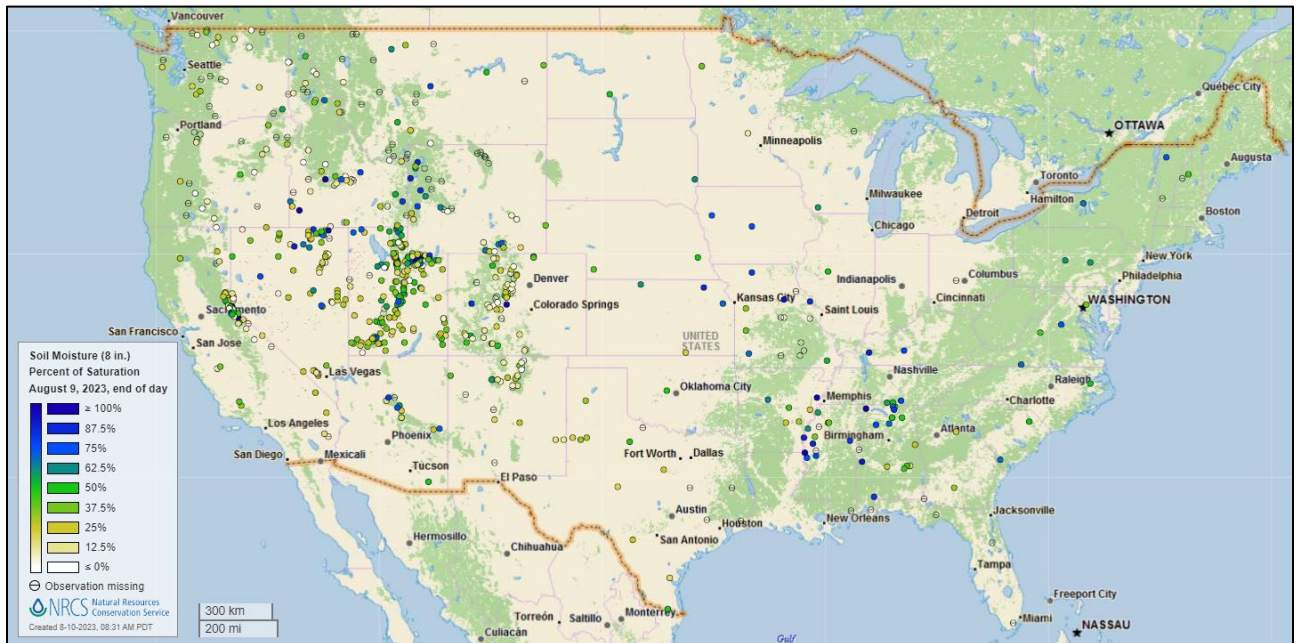 Vancouver
Seattle
Portland
Québec City
OTTAWA
Augusta
Minneapolis
Toronto
Hamilton
Milwaukee
Detroit
Boston
Chicago
New York
Philadelphia
Indianapolis
Columbus
Cincinnati
WASHINGTON
Denver
Colorado Springs
Kansas City
Saint Louis
Sacramento
San Francisco
San Jose
UNITED
STATES
Las Vegas
Nashville
Raleigh
Oklahoma City
Memphis
Charlotte
Los Angeles
Phoenix
Birmingham
Atlanta
San Diego
Mexicali
Tucson
Fort Worth
Dallas
El Paso
Austin
Houston
San Antonio
New Orleans
Jacksonville
Hermosillo
Chihuahua
Tampa
Freeport City
Miami
NASSAU
Monterrey
Torreón
Saltillo
Culiacán
Gulf
Soil Moisture (8 in.)
Percent of Saturation
August 9, 2023, end of day
≥ 100%
87.5%
75%
62.5%
50%
37.5%
25%
12.5%
≤ 0%
Observation missing
NRCS Natural Resources
Conservation Service
Created 8-10-2023, 08:31 AM PDT
300 km
200 mi